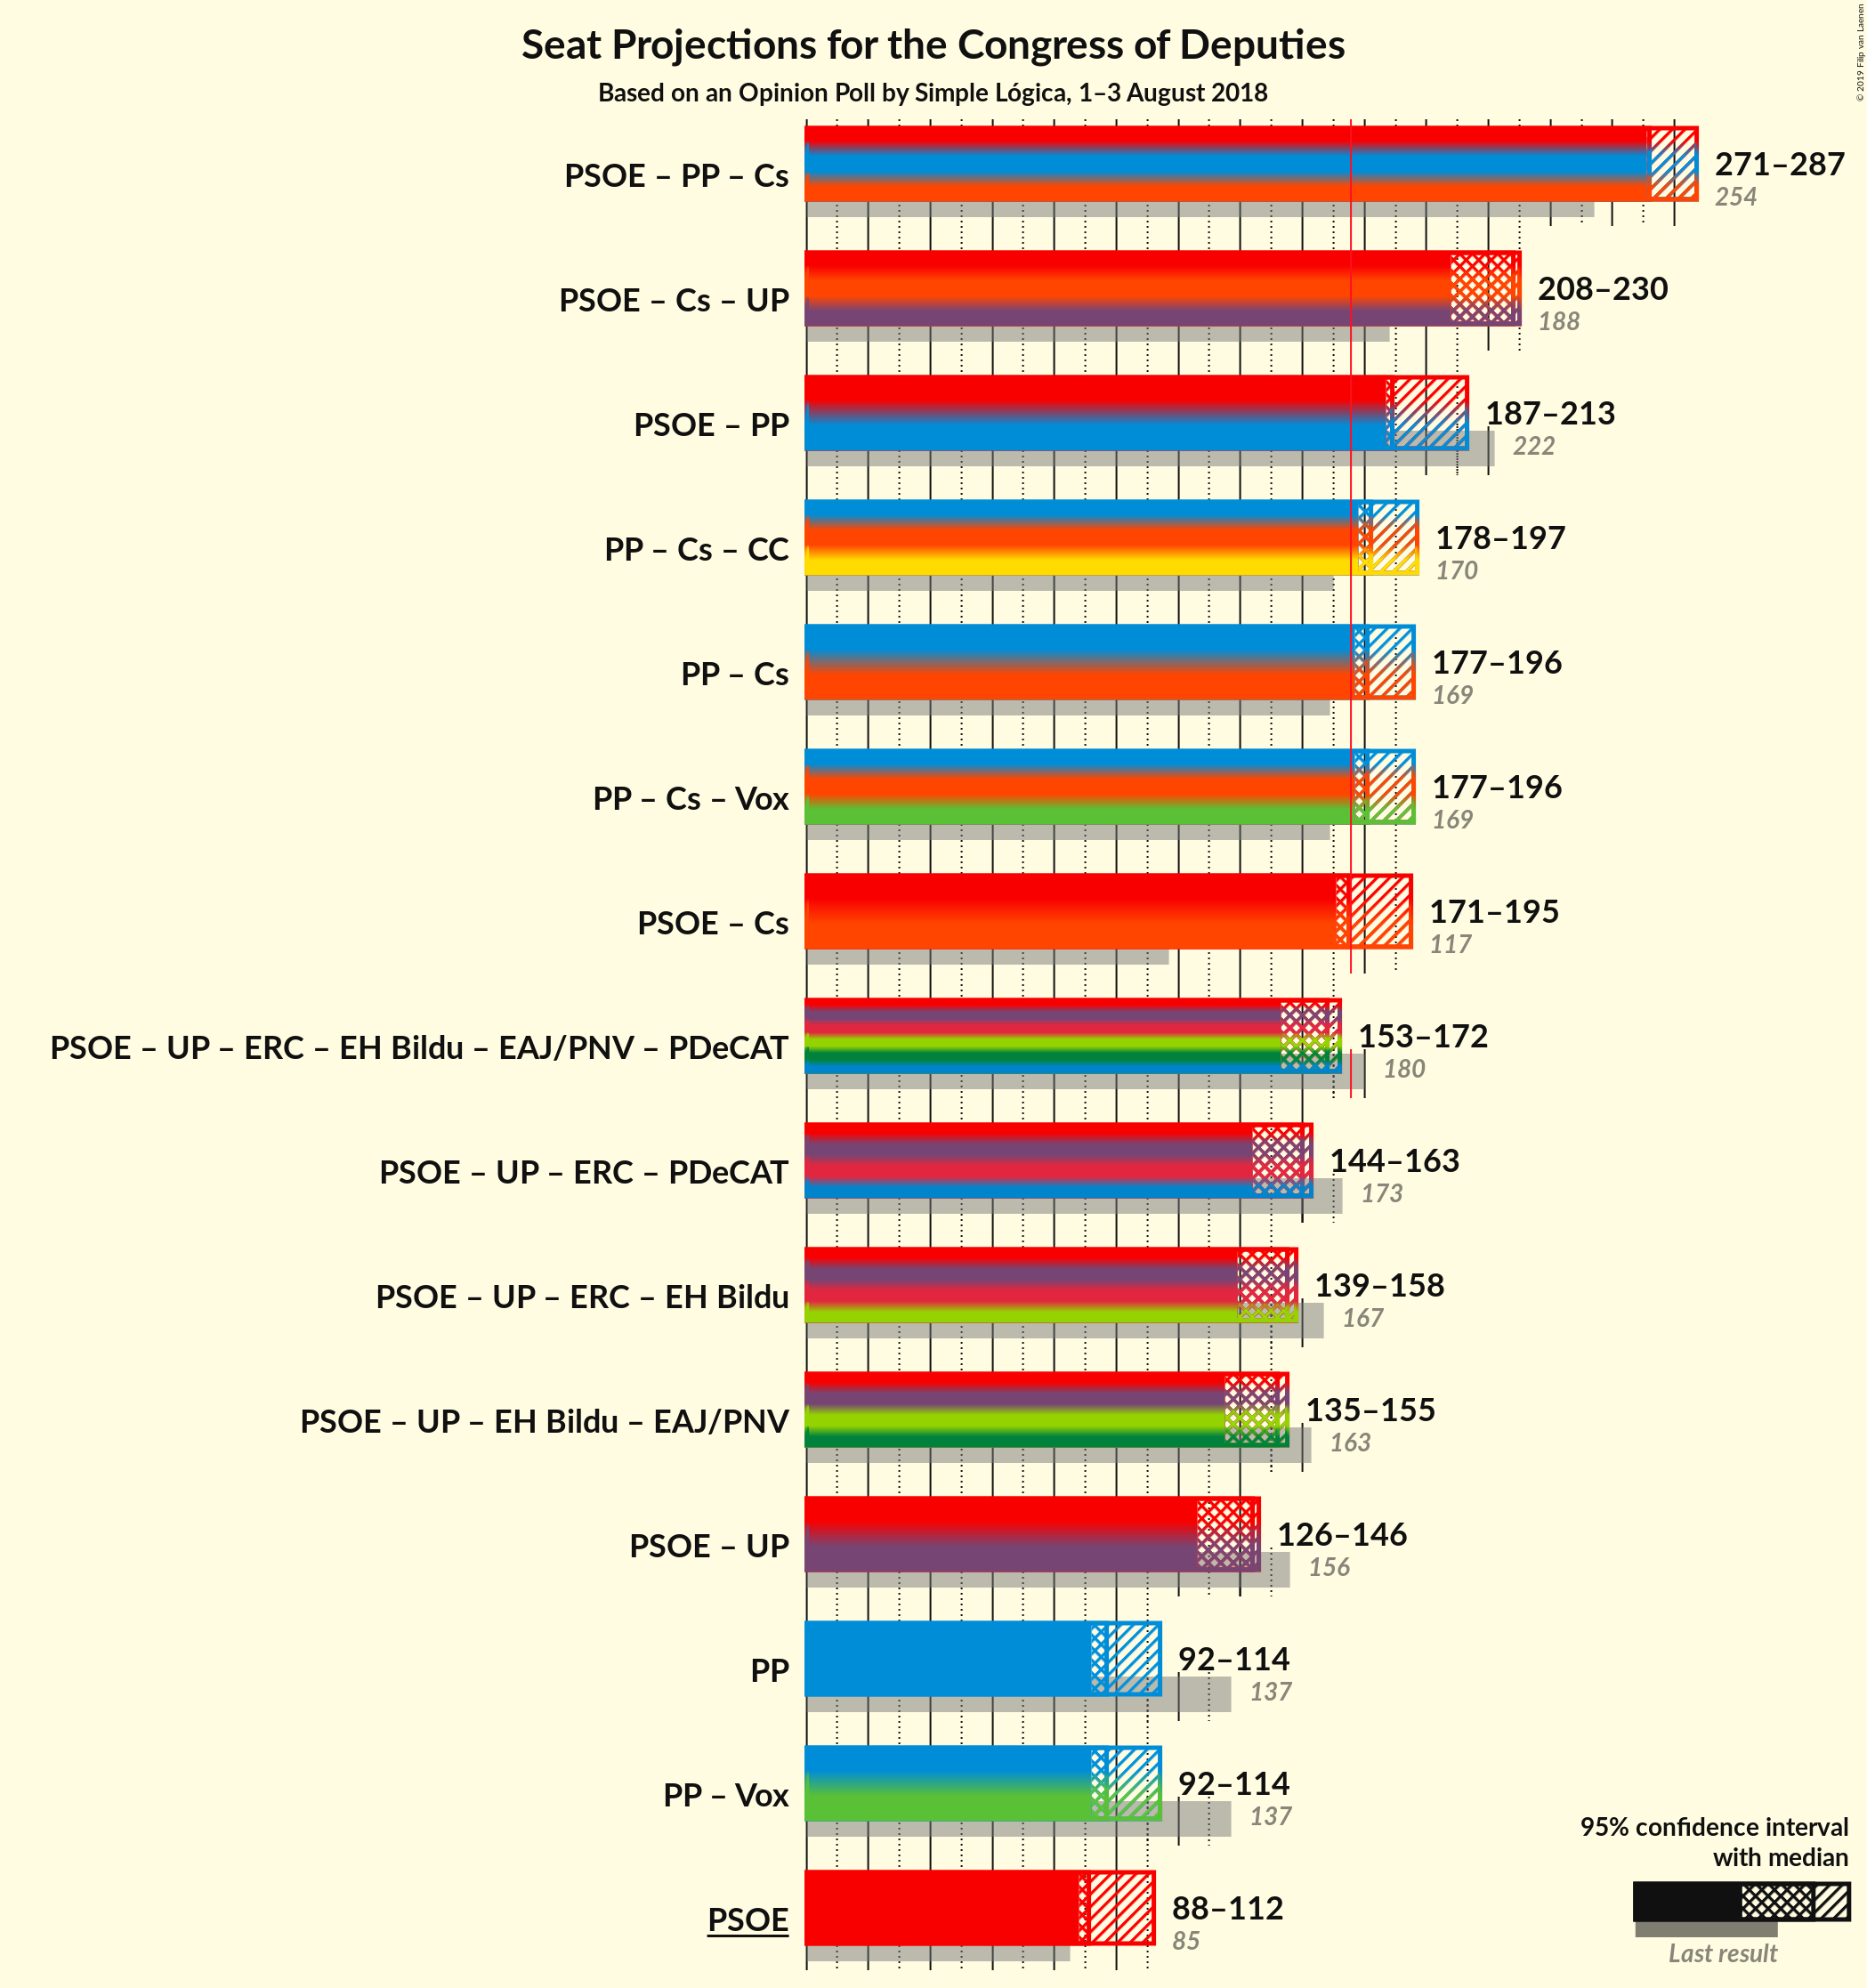 Seat Projections for the Congress of Deputies
Based on an Opinion Poll by Simple Lógica, 1–3 August 2018
© 2019 Filip van Laenen
PSOE – PP – Cs
271–287
254
PSOE – Cs – UP
208–230
188
PSOE – PP
187–213
222
PP – Cs – CC
178–197
170
PP – Cs
177–196
169
PP – Cs – Vox
177–196
169
PSOE – Cs
171–195
117
PSOE – UP – ERC – EH Bildu – EAJ/PNV – PDeCAT
153–172
180
PSOE – UP – ERC – PDeCAT
144–163
173
PSOE – UP – ERC – EH Bildu
139–158
167
PSOE – UP – EH Bildu – EAJ/PNV
135–155
163
PSOE – UP
126–146
156
PP
92–114
137
PP – Vox
92–114
137
PSOE
88–112
85
95% confidence interval
with median
Last result